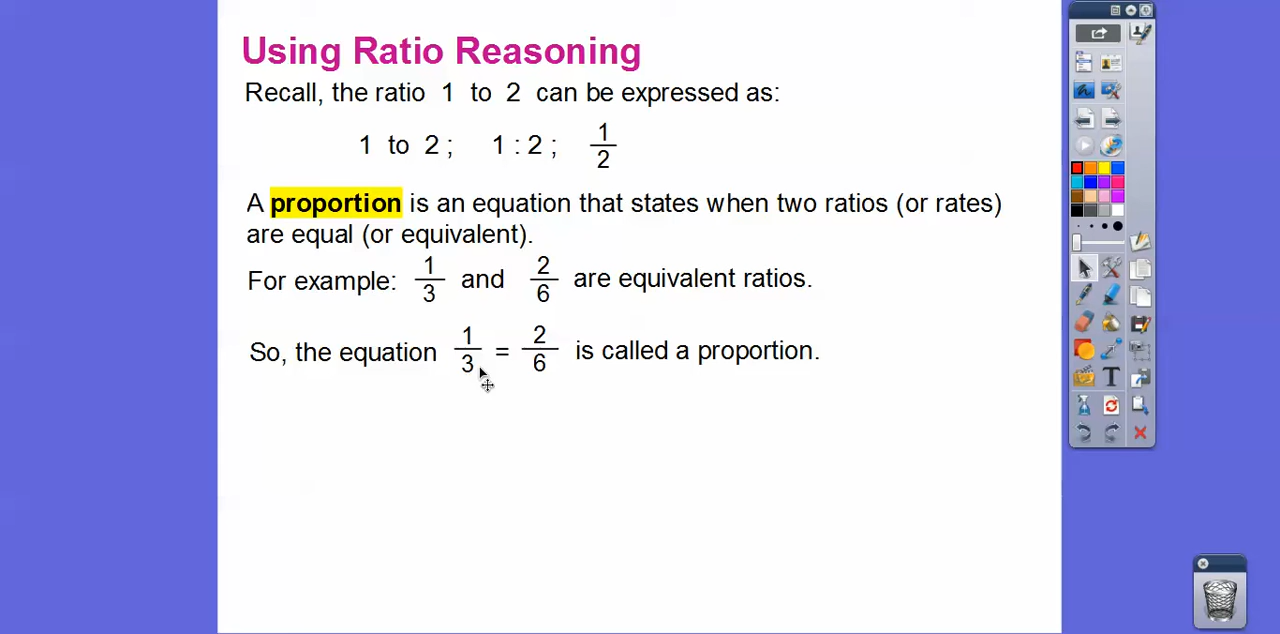 Using Ratio Reasoning
Recall, the ratio 1 to 2 can be expressed as:
1 to 2 ; 1 : 2 ; 1/2
A proportion is an equation that states when two ratios (or rates)
are equal (or equivalent).
For example: 1/3 and 2/6 are equivalent ratios.
So, the equation 1/3 = 2/6 is called a proportion.
T